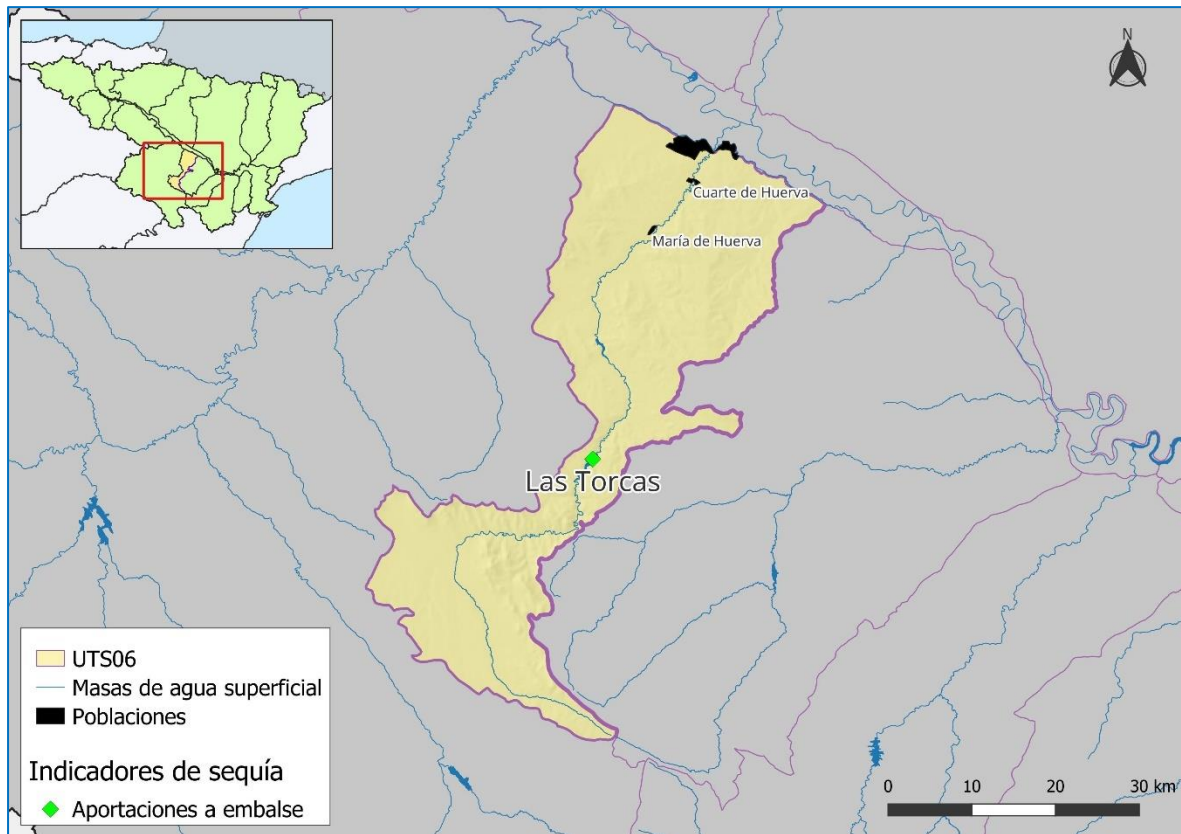 N
Cuarte de Huerva
María de Huerva
Las Torcas
UTS06
Masas de agua superficial
Poblaciones
Indicadores de sequía
Aportaciones a embalse
0 10 20 30 km